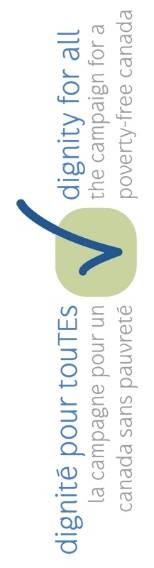 dignité pour touTEs
la campagne pour un
canada sans pauvreté
dignity for all
the campaign for a
poverty-free canada